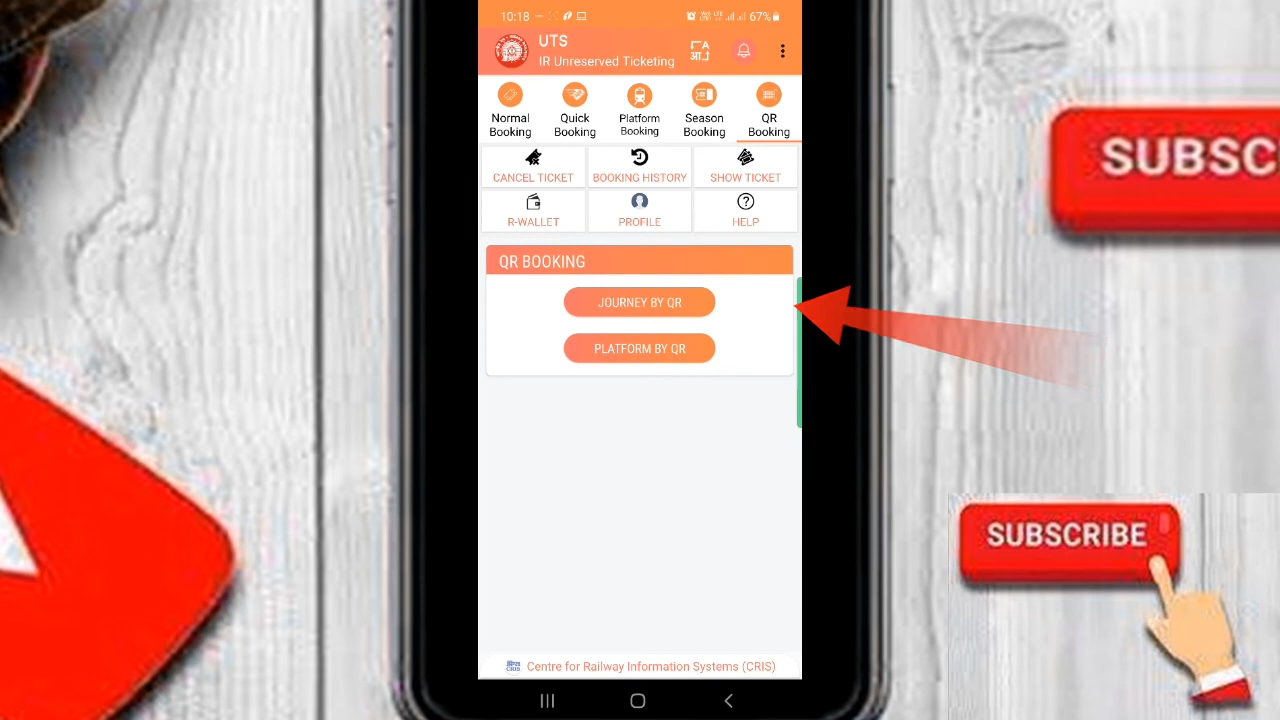 10:18
67%
UTS
IR Unreserved Ticketing
A
अा
Normal Booking
Quick Booking
Platform Booking
Season Booking
QR Booking
CANCEL TICKET
BOOKING HISTORY
SHOW TICKET
R-WALLET
PROFILE
HELP
QR BOOKING
JOURNEY BY QR
PLATFORM BY QR
CRIS
Centre for Railway Information Systems (CRIS)
SUBSC
SUBSCRIBE